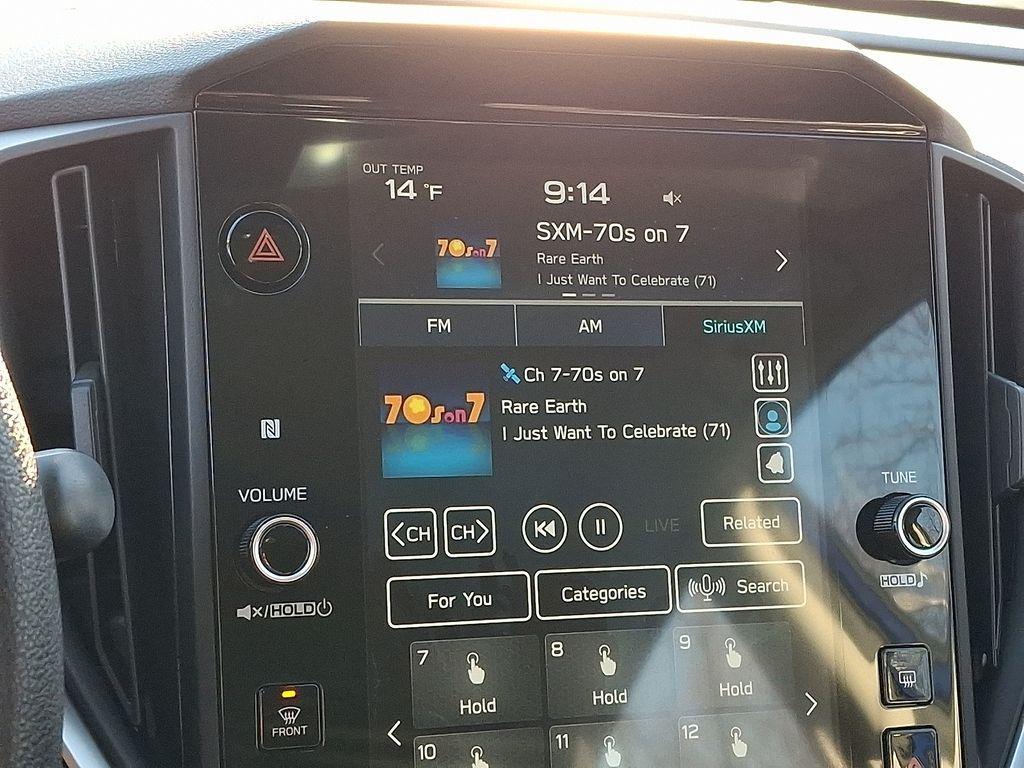 OUT TEMP
14 °F
9:14
SXM-70s on 7
70s on 7
Rare Earth
I Just Want To Celebrate (71)
FM
AM
SiriusXM
Ch 7-70s on 7
70s on 7
Rare Earth
I Just Want To Celebrate (71)
VOLUME
TUNE
<CH
CH>
LIVE
Related
HOLD
For You
Categories
Search
/HOLD
7
Hold
8
Hold
9
Hold
FRONT
10
11
12